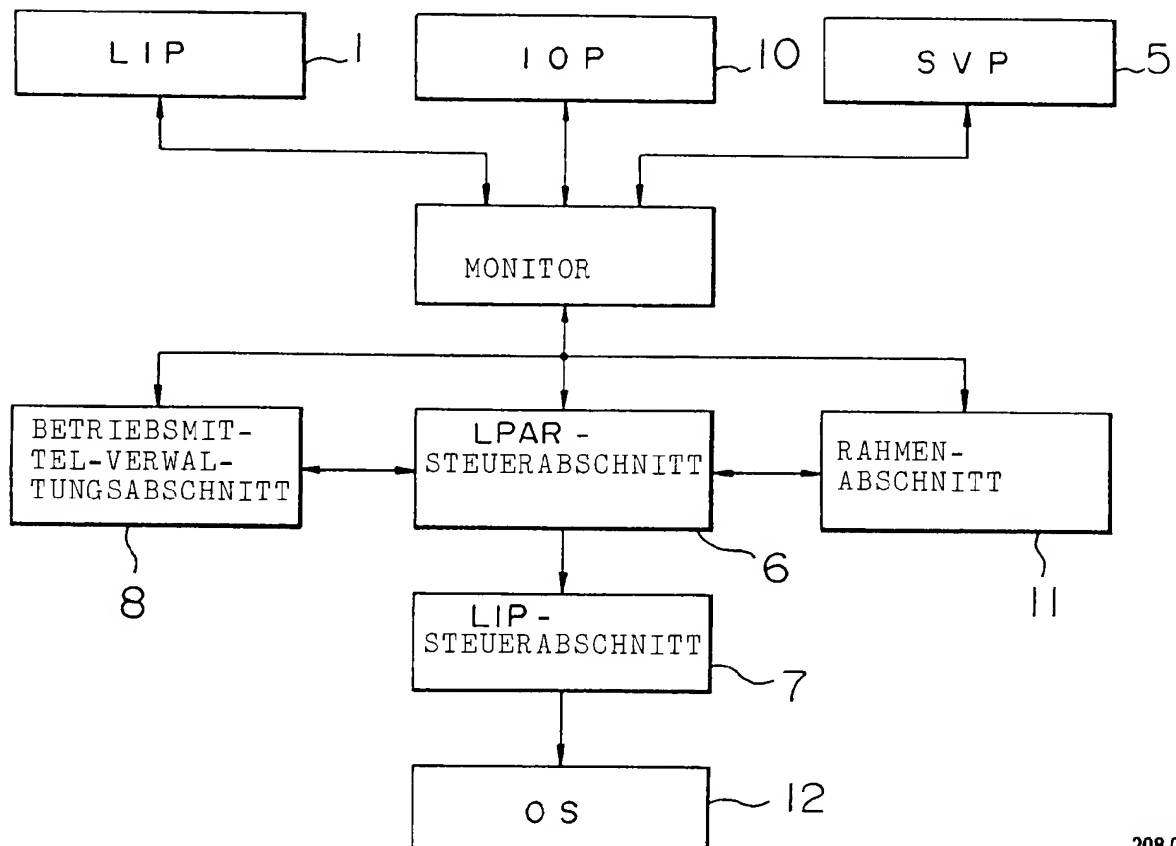 LIP
1
IOP
10
SVP
5
MONITOR
BETRIEBSMIT-
TEL-VERWAL-
TUNGSABSCHNITT
8
LPAR-
STEUERABSCHNITT
6
RAHMEN-
ABSCHNITT
11
LIP-
STEUERABSCHNITT
7
OS
12